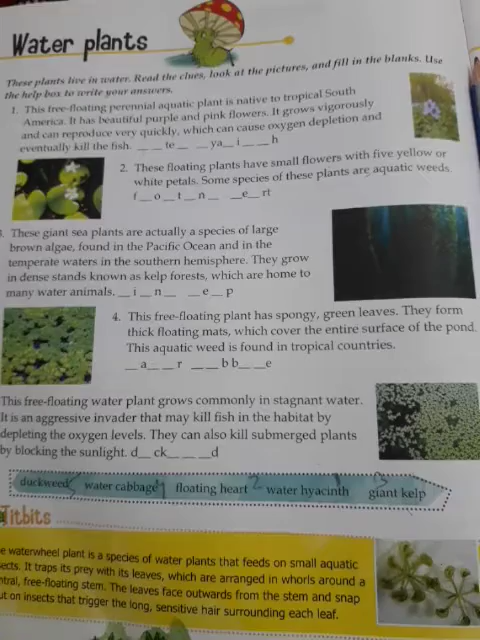 Water plants
These plants live in water. Read the clues, look at the pictures, and fill in the blanks. Use
the help box to write your answers.
1. This free-floating perennial aquatic plant is native to tropical South
America. It has beautiful purple and pink flowers. It grows vigorously
and can reproduce very quickly, which can cause oxygen depletion and
eventually kill the fish. _ _ te _ _ ya_ i _ _ h
2. These floating plants have small flowers with five yellow or
white petals. Some species of these plants are aquatic weeds.
f _ o _ t _ n _ _ e _ rt
These giant sea plants are actually a species of large
brown algae, found in the Pacific Ocean and in the
temperate waters in the southern hemisphere. They grow
in dense stands known as kelp forests, which are home to
many water animals. _ i _ n _ _ e _ p
4. This free-floating plant has spongy, green leaves. They form
thick floating mats, which cover the entire surface of the pond.
This aquatic weed is found in tropical countries.
_ a _ _ r _ _ b b _ _ e
This free-floating water plant grows commonly in stagnant water.
It is an aggressive invader that may kill fish in the habitat by
depleting the oxygen levels. They can also kill submerged plants
by blocking the sunlight. d _ ck _ _ _ d
duckweed 5 water cabbage 4 floating heart 2 water hyacinth 1 giant kelp 3
Titbits
e waterwheel plant is a species of water plants that feeds on small aquatic
ects. It traps its prey with its leaves, which are arranged in whorls around a
ntral, free-floating stem. The leaves face outwards from the stem and snap
ut on insects that trigger the long, sensitive hair surrounding each leaf.